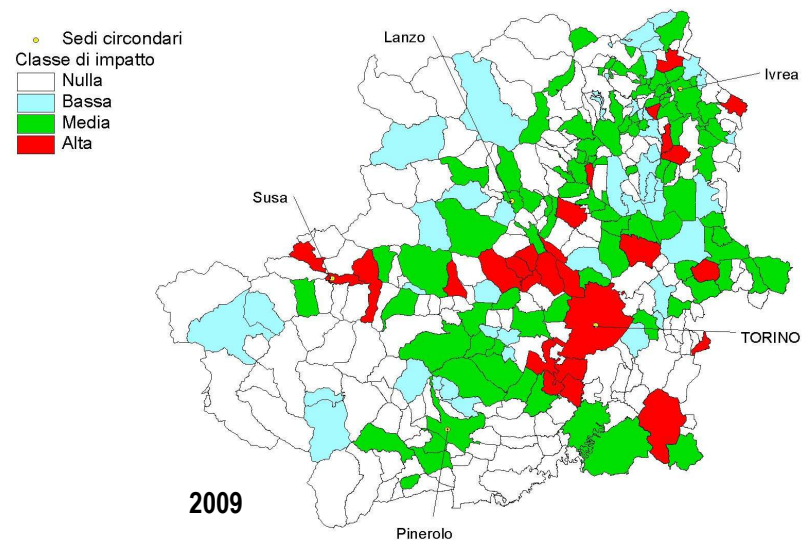 Sedi circondari
Classe di impatto
Nulla
Bassa
Media
Alta
Lanzo
Ivrea
Susa
TORINO
2009
Pinerolo